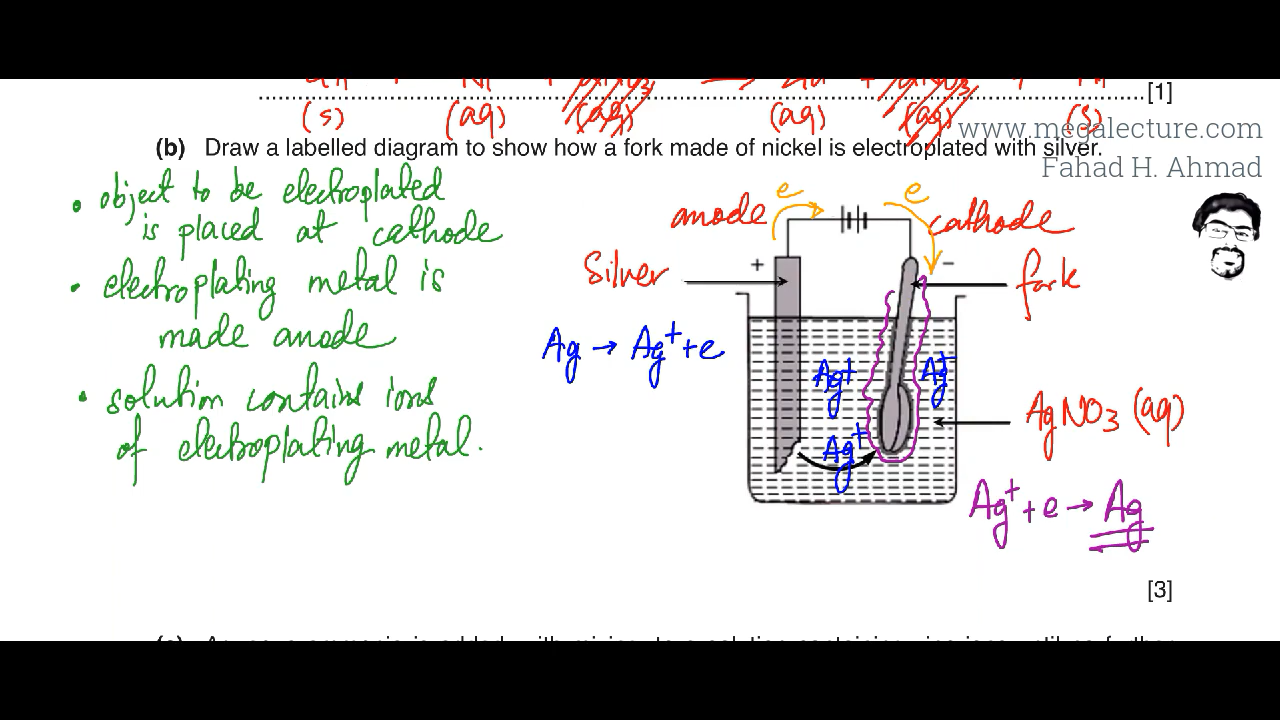 (s) (aq) (aq) (aq) (aq) (s)
[1]
www.megalecture.com
(b) Draw a labelled diagram to show how a fork made of nickel is electroplated with silver.
Fahad H. Ahmad
• object to be electroplated
is placed at cathode
• electroplating metal is
made anode
• solution contains ions
of electroplating metal.
e e
anode cathode
+ −
Silver fork
Ag → Ag⁺ + e
Ag⁺ Ag⁺
Ag⁺
AgNO₃ (aq)
Ag⁺ + e → Ag
[3]